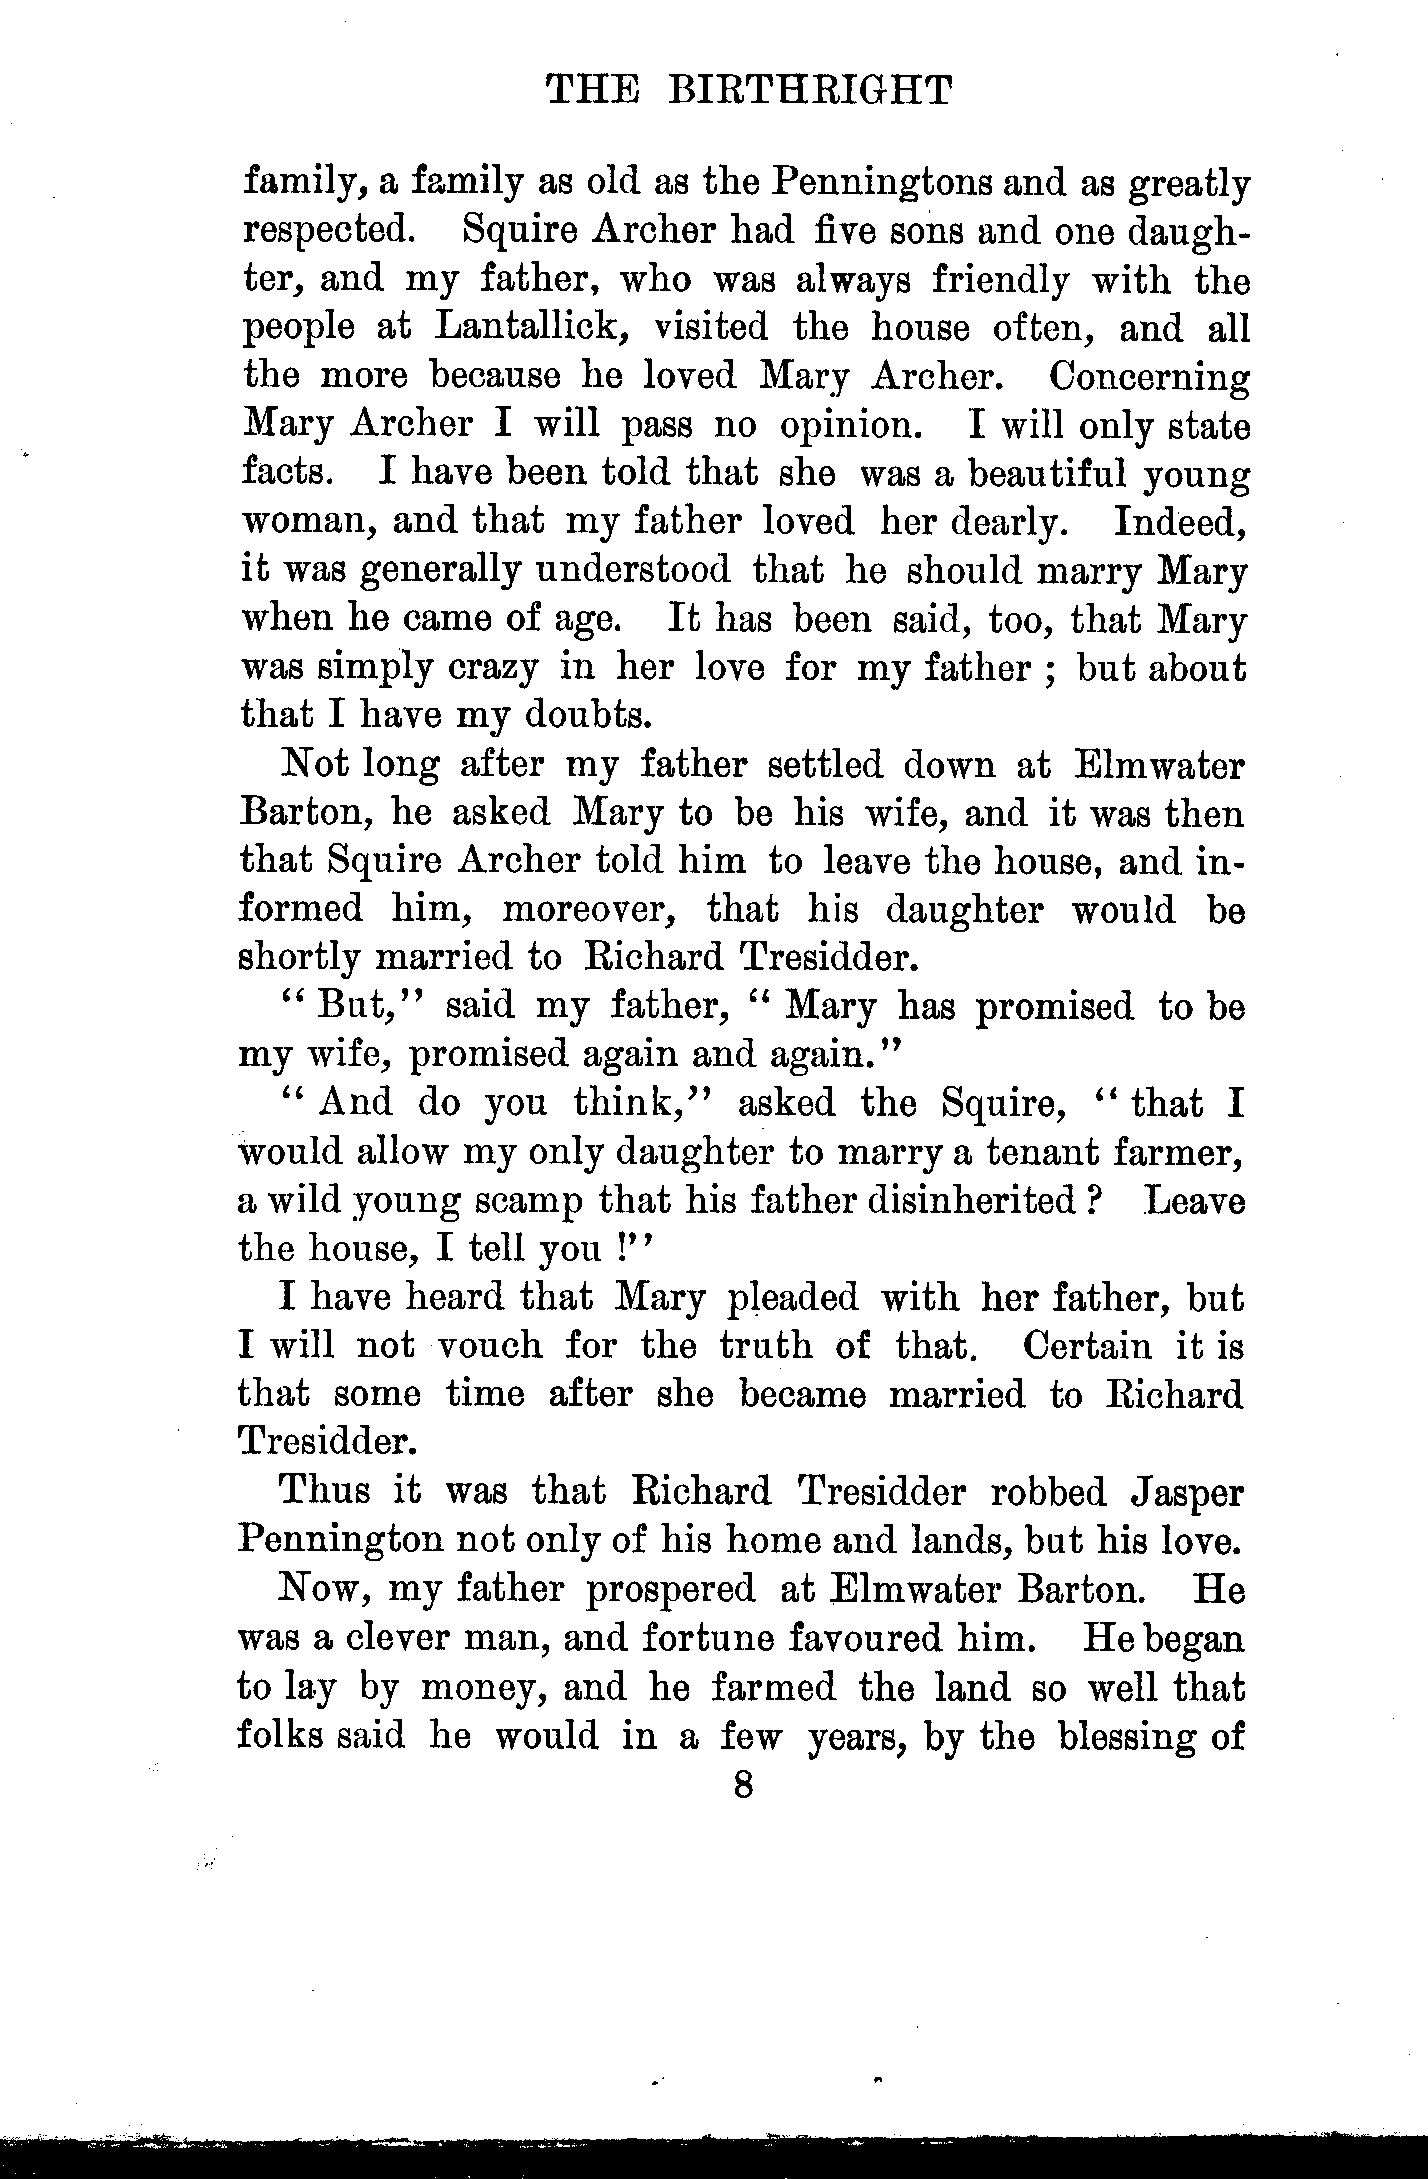 THE BIRTHRIGHT
family, a family as old as the Penningtons and as greatly
respected. Squire Archer had five sons and one daugh-
ter, and my father, who was always friendly with the
people at Lantallick, visited the house often, and all
the more because he loved Mary Archer. Concerning
Mary Archer I will pass no opinion. I will only state
facts. I have been told that she was a beautiful young
woman, and that my father loved her dearly. Indeed,
it was generally understood that he should marry Mary
when he came of age. It has been said, too, that Mary
was simply crazy in her love for my father ; but about
that I have my doubts.
Not long after my father settled down at Elmwater
Barton, he asked Mary to be his wife, and it was then
that Squire Archer told him to leave the house, and in-
formed him, moreover, that his daughter would be
shortly married to Richard Tresidder.
“ But,” said my father, “ Mary has promised to be
my wife, promised again and again.”
“ And do you think,” asked the Squire, “ that I
would allow my only daughter to marry a tenant farmer,
a wild young scamp that his father disinherited ? Leave
the house, I tell you !”
I have heard that Mary pleaded with her father, but
I will not vouch for the truth of that. Certain it is
that some time after she became married to Richard
Tresidder.
Thus it was that Richard Tresidder robbed Jasper
Pennington not only of his home and lands, but his love.
Now, my father prospered at Elmwater Barton. He
was a clever man, and fortune favoured him. He began
to lay by money, and he farmed the land so well that
folks said he would in a few years, by the blessing of
8